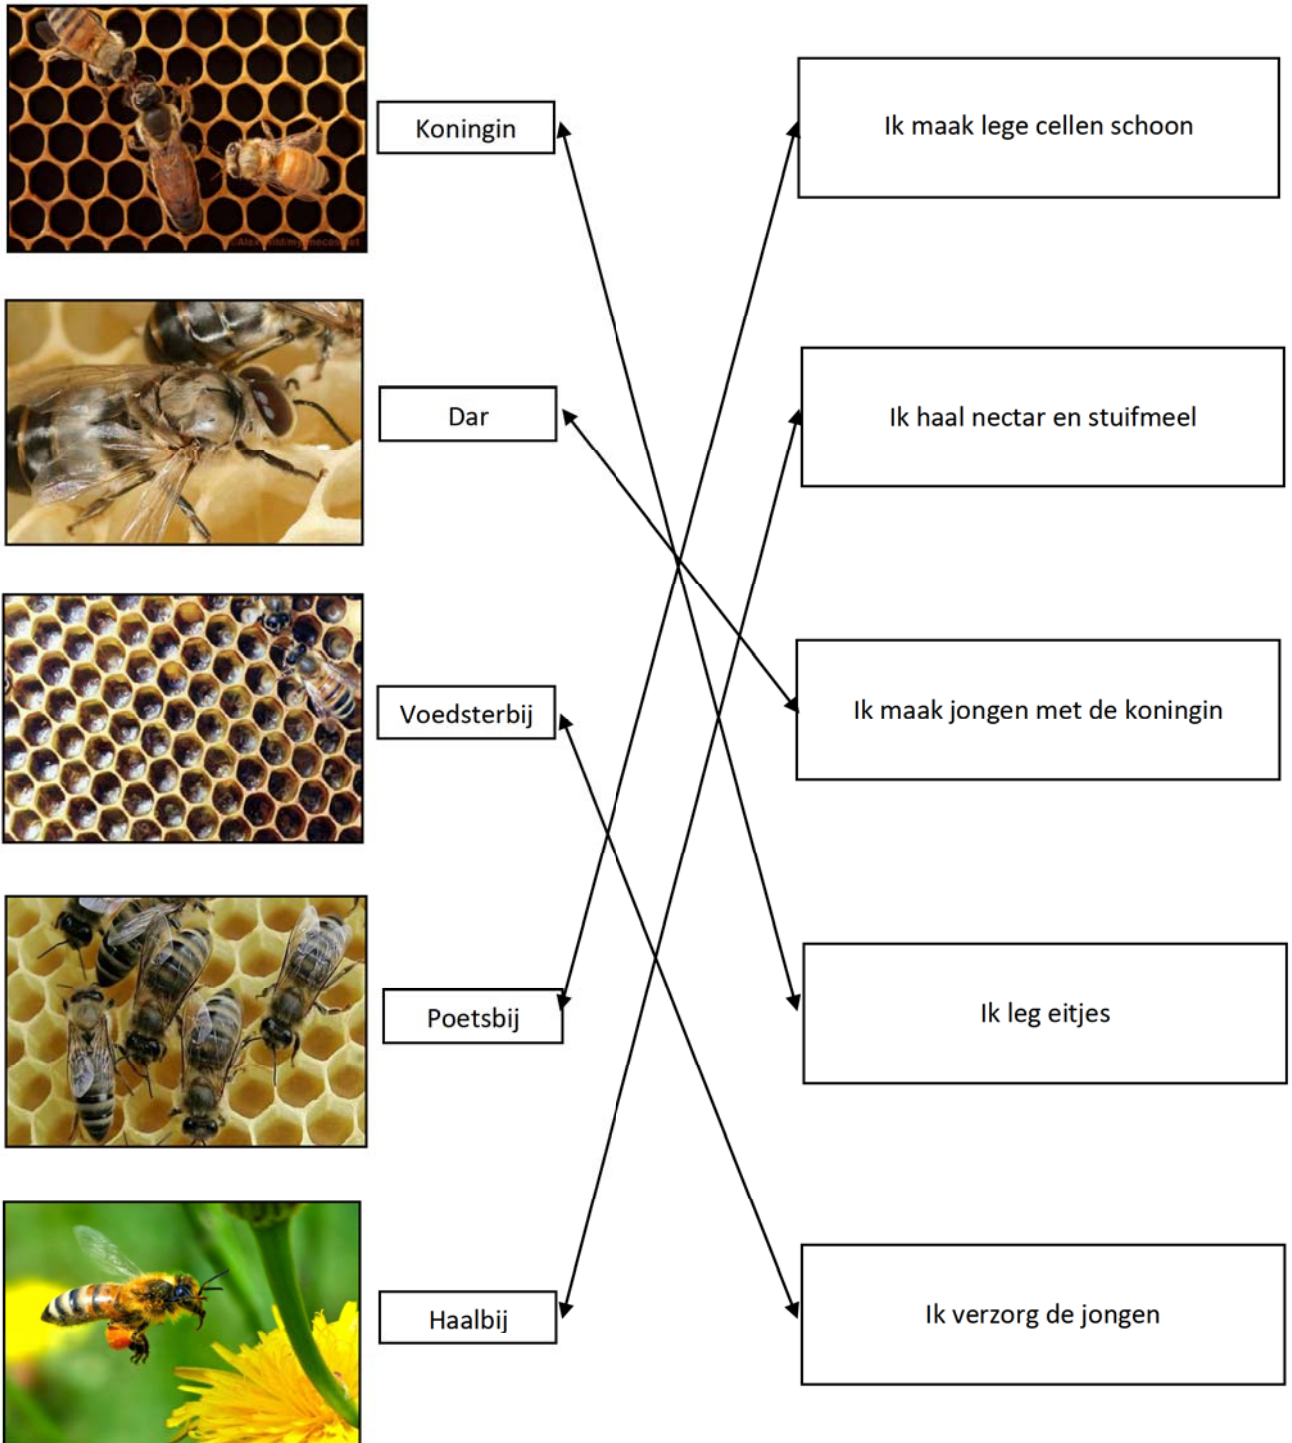 Koningin
Ik maak lege cellen schoon
Dar
Ik haal nectar en stuifmeel
Voedsterbij
Ik maak jongen met de koningin
Poetsbij
Ik leg eitjes
Haalbij
Ik verzorg de jongen